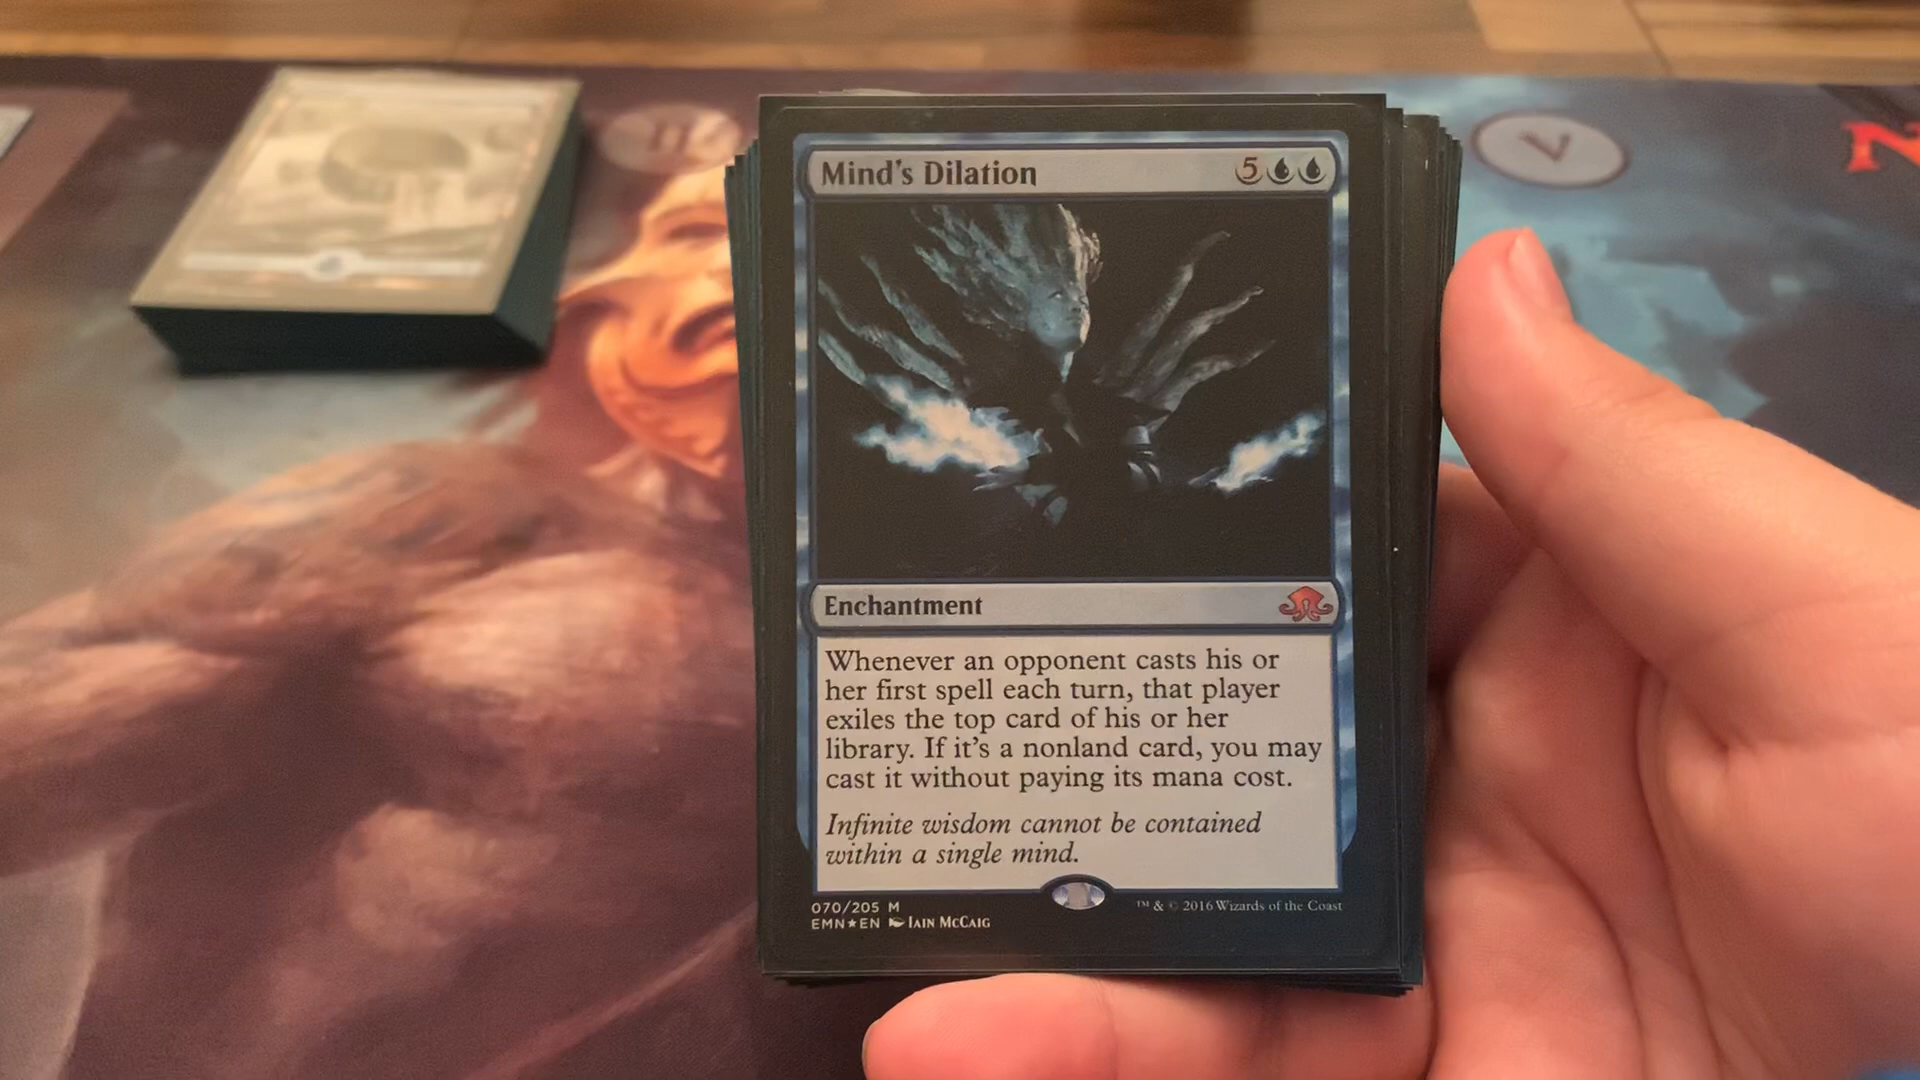 II
V
N
Mind's Dilation 5
Enchantment
Whenever an opponent casts his or
her first spell each turn, that player
exiles the top card of his or her
library. If it's a nonland card, you may
cast it without paying its mana cost.
Infinite wisdom cannot be contained
within a single mind.
070/205 M
EMN★EN IAIN MCCAIG
™ & © 2016 Wizards of the Coast